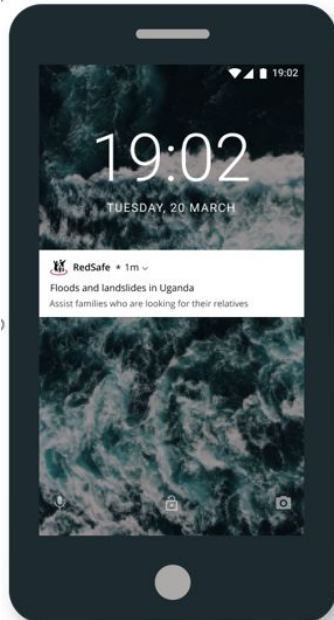 19:02
19:02
TUESDAY, 20 MARCH
RedSafe • 1m
Floods and landslides in Uganda
Assist families who are looking for their relatives